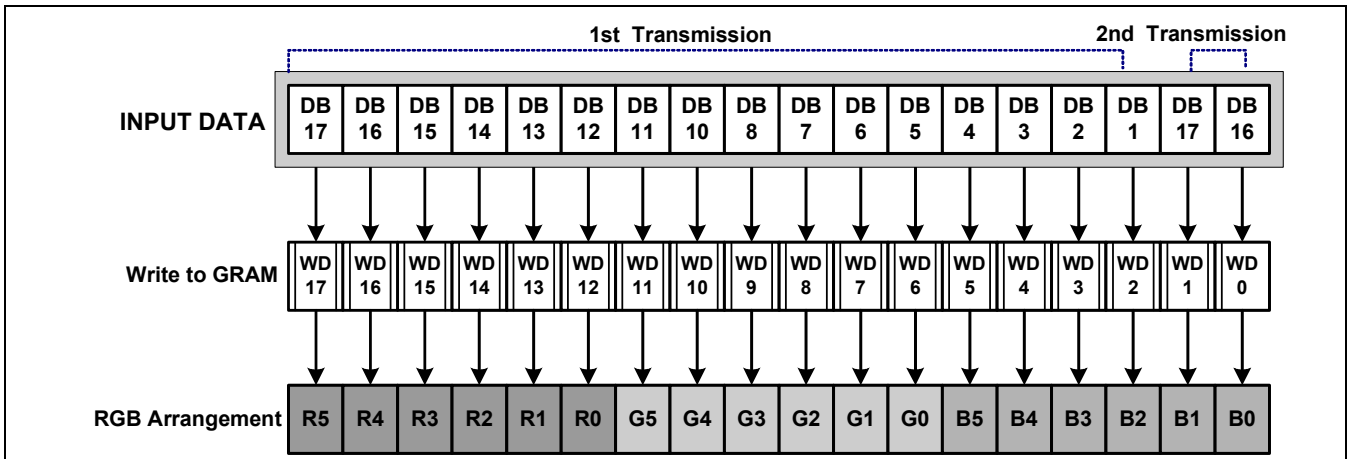 1st Transmission 2nd Transmission
INPUT DATA DB 17 DB 16 DB 15 DB 14 DB 13 DB 12 DB 11 DB 10 DB 8 DB 7 DB 6 DB 5 DB 4 DB 3 DB 2 DB 1 DB 17 DB 16
Write to GRAM WD 17 WD 16 WD 15 WD 14 WD 13 WD 12 WD 11 WD 10 WD 9 WD 8 WD 7 WD 6 WD 5 WD 4 WD 3 WD 2 WD 1 WD 0
RGB Arrangement R5 R4 R3 R2 R1 R0 G5 G4 G3 G2 G1 G0 B5 B4 B3 B2 B1 B0